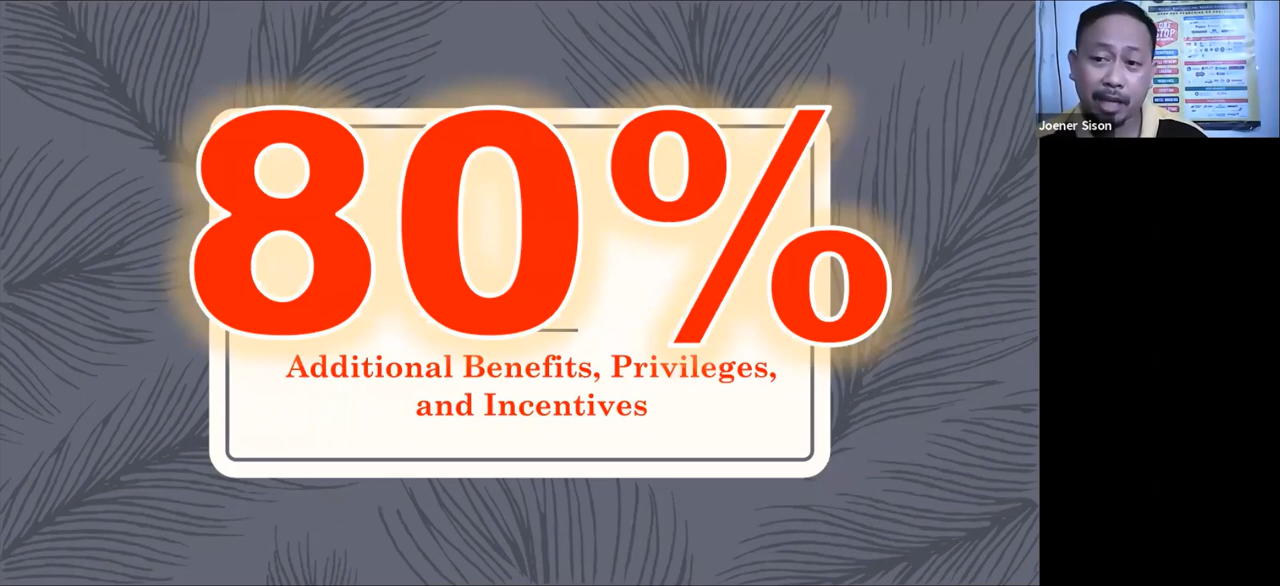 80%
Additional Benefits, Privileges,
and Incentives
Joener Sison